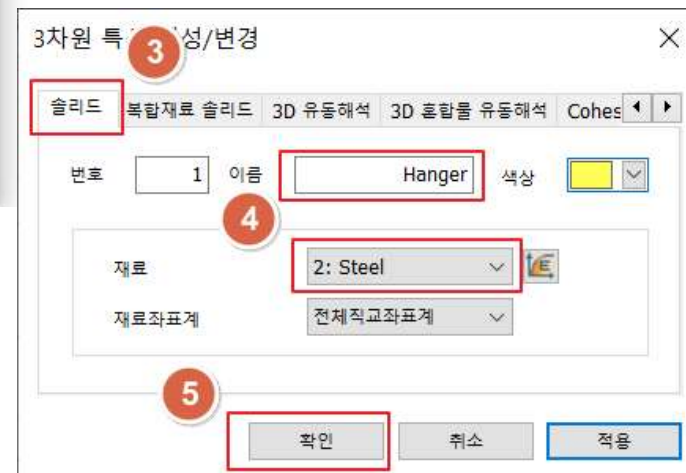 3차원 특
성/변경
3
솔리드 복합재료 솔리드 3D 유동해석 3D 혼합물 유동해석 Cohes
번호 1 이름 Hanger 색상
4
재료 2: Steel
재료좌표계 전체직교좌표계
5
확인 취소 적용